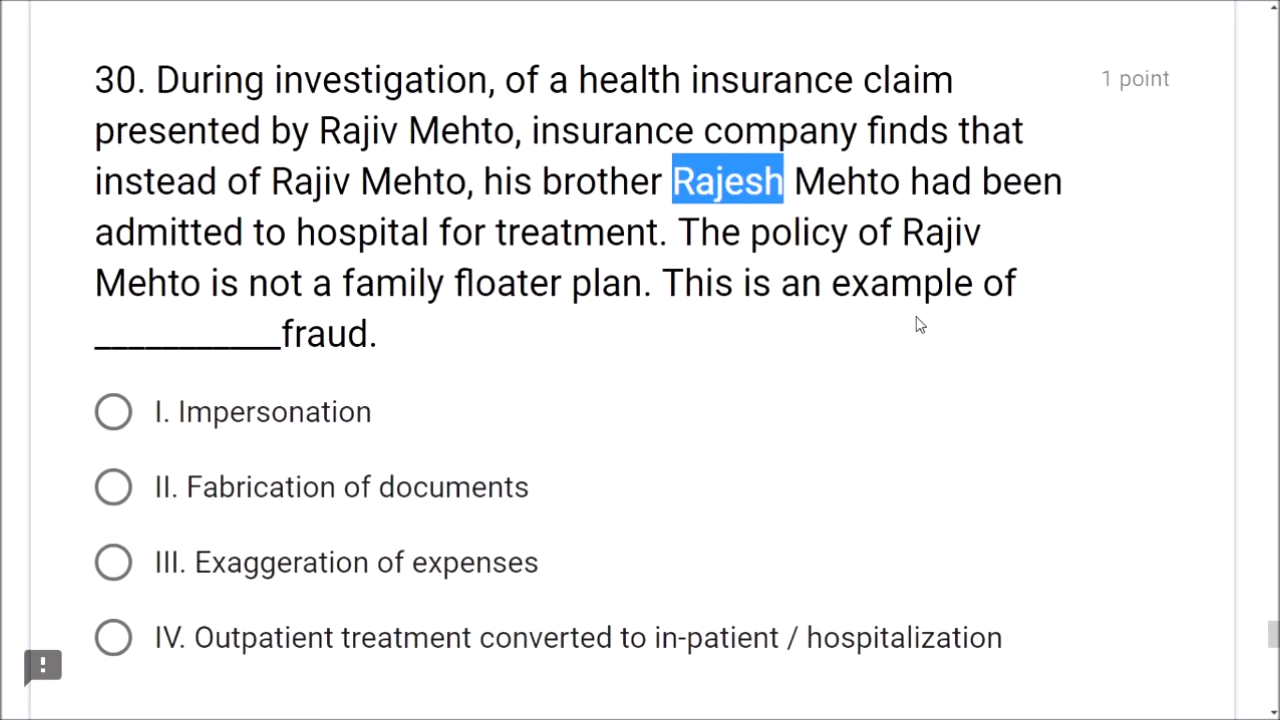 30. During investigation, of a health insurance claim
1 point
presented by Rajiv Mehto, insurance company finds that
instead of Rajiv Mehto, his brother Rajesh Mehto had been
admitted to hospital for treatment. The policy of Rajiv
Mehto is not a family floater plan. This is an example of
___________fraud.
I. Impersonation
II. Fabrication of documents
III. Exaggeration of expenses
IV. Outpatient treatment converted to in-patient / hospitalization
!